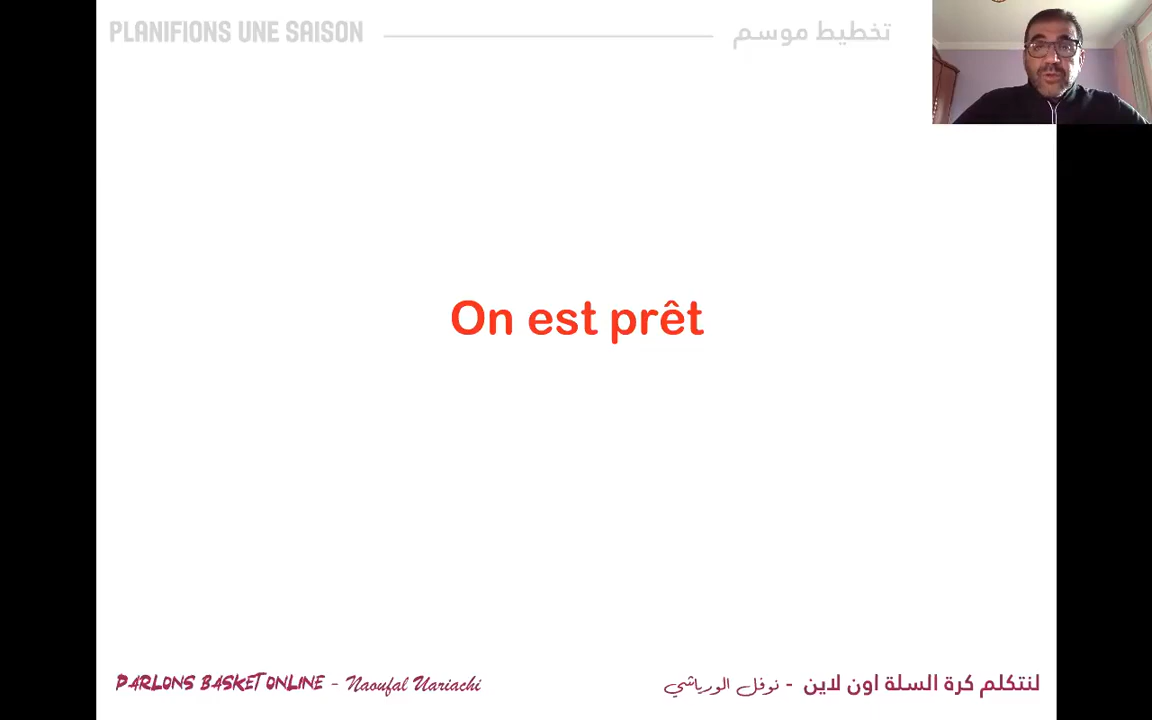 PLANIFIONS UNE SAISON تخطيط موسم
On est prêt
PARLONS BASKET ONLINE - Naoufal Uariachi
لنتكلم كرة السلة اون لاين - نوفل الورياشي